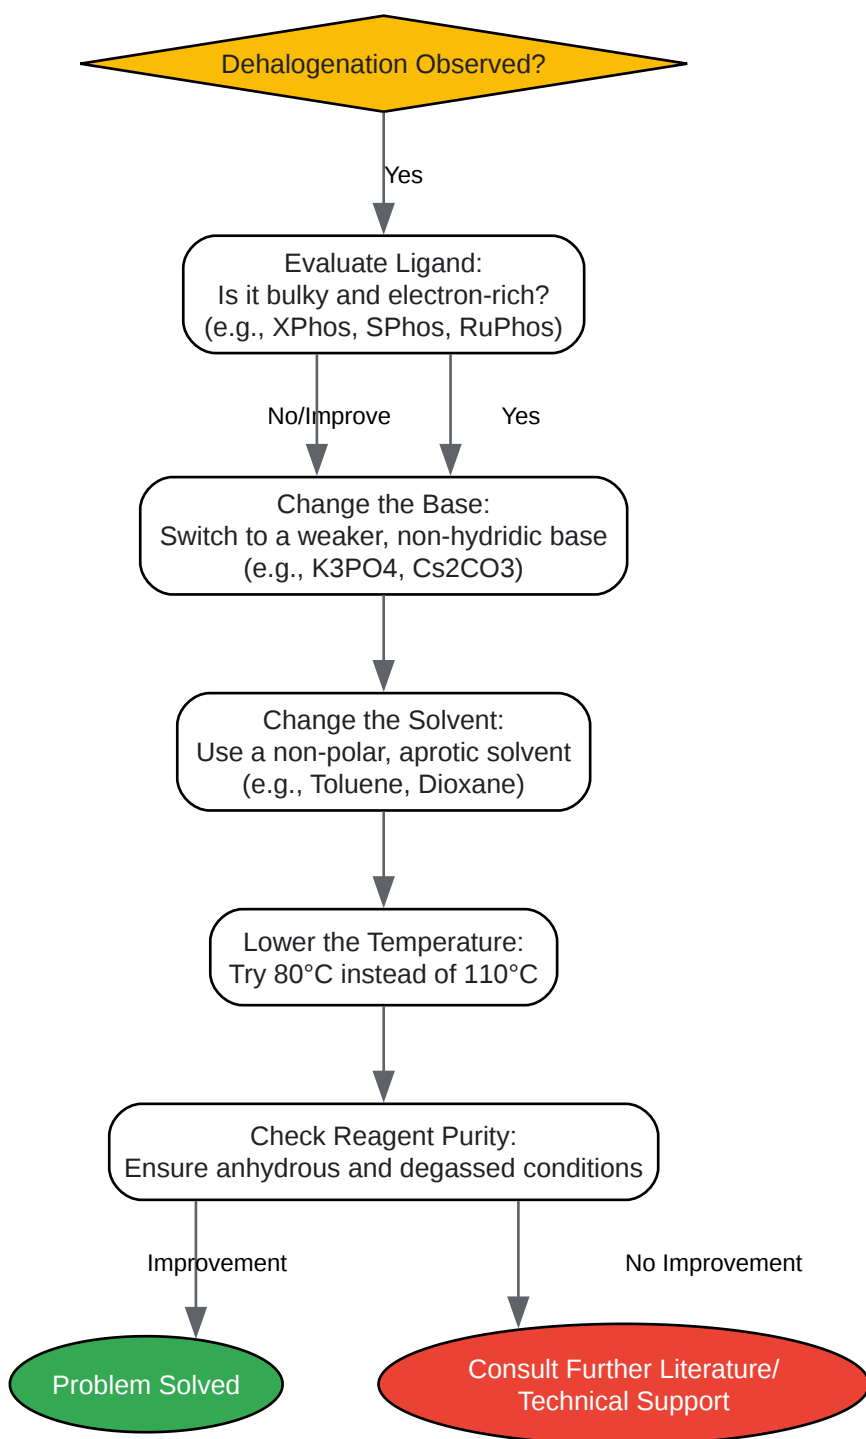 Dehalogenation Observed?
Yes
Evaluate Ligand:
Is it bulky and electron-rich?
(e.g., XPhos, SPhos, RuPhos)
No/Improve
Yes
Change the Base:
Switch to a weaker, non-hydridic base
(e.g., K3PO4, Cs2CO3)
Change the Solvent:
Use a non-polar, aprotic solvent
(e.g., Toluene, Dioxane)
Lower the Temperature:
Try 80°C instead of 110°C
Check Reagent Purity:
Ensure anhydrous and degassed conditions
Improvement
No Improvement
Problem Solved
Consult Further Literature/
Technical Support